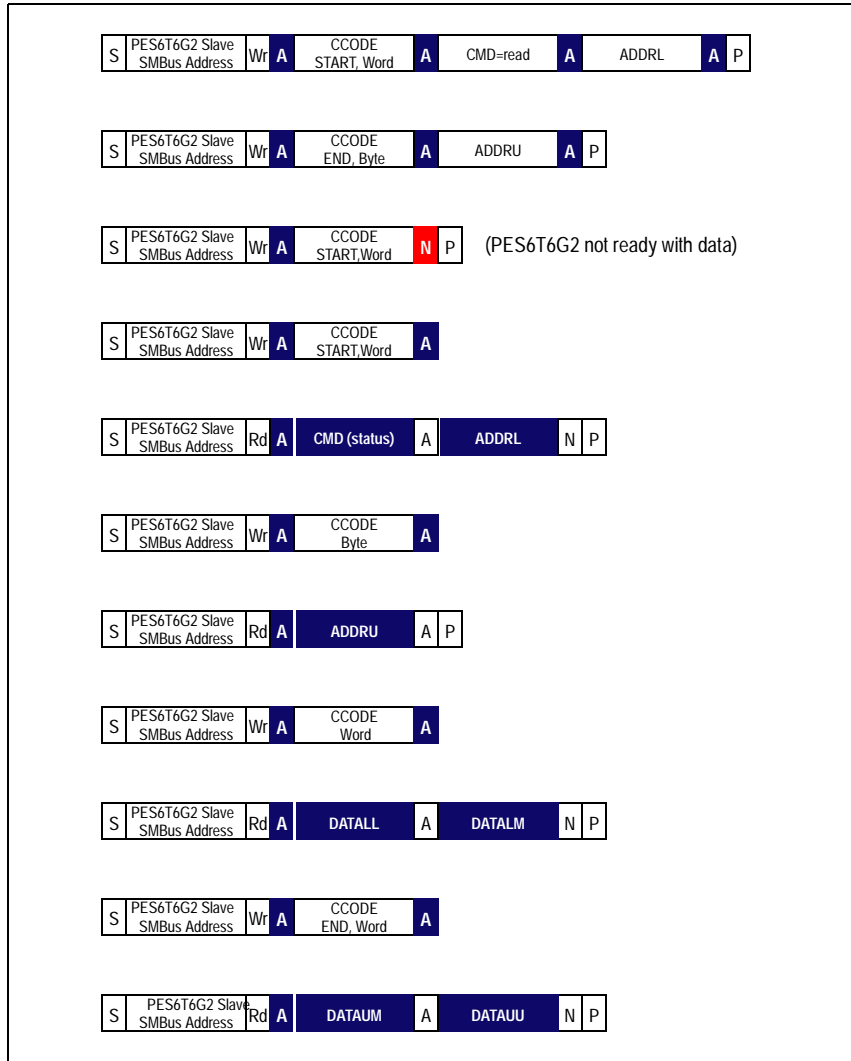 S PES6T6G2 Slave SMBus Address Wr A CCODE START, Word A CMD=read A ADDRL A P
S PES6T6G2 Slave SMBus Address Wr A CCODE END, Byte A ADDRU A P
S PES6T6G2 Slave SMBus Address Wr A CCODE START,Word N P (PES6T6G2 not ready with data)
S PES6T6G2 Slave SMBus Address Wr A CCODE START,Word A
S PES6T6G2 Slave SMBus Address Rd A CMD (status) A ADDRL N P
S PES6T6G2 Slave SMBus Address Wr A CCODE Byte A
S PES6T6G2 Slave SMBus Address Rd A ADDRU A P
S PES6T6G2 Slave SMBus Address Wr A CCODE Word A
S PES6T6G2 Slave SMBus Address Rd A DATALL A DATALM N P
S PES6T6G2 Slave SMBus Address Wr A CCODE END, Word A
S PES6T6G2 Slave SMBus Address Rd A DATAUM A DATAUU N P